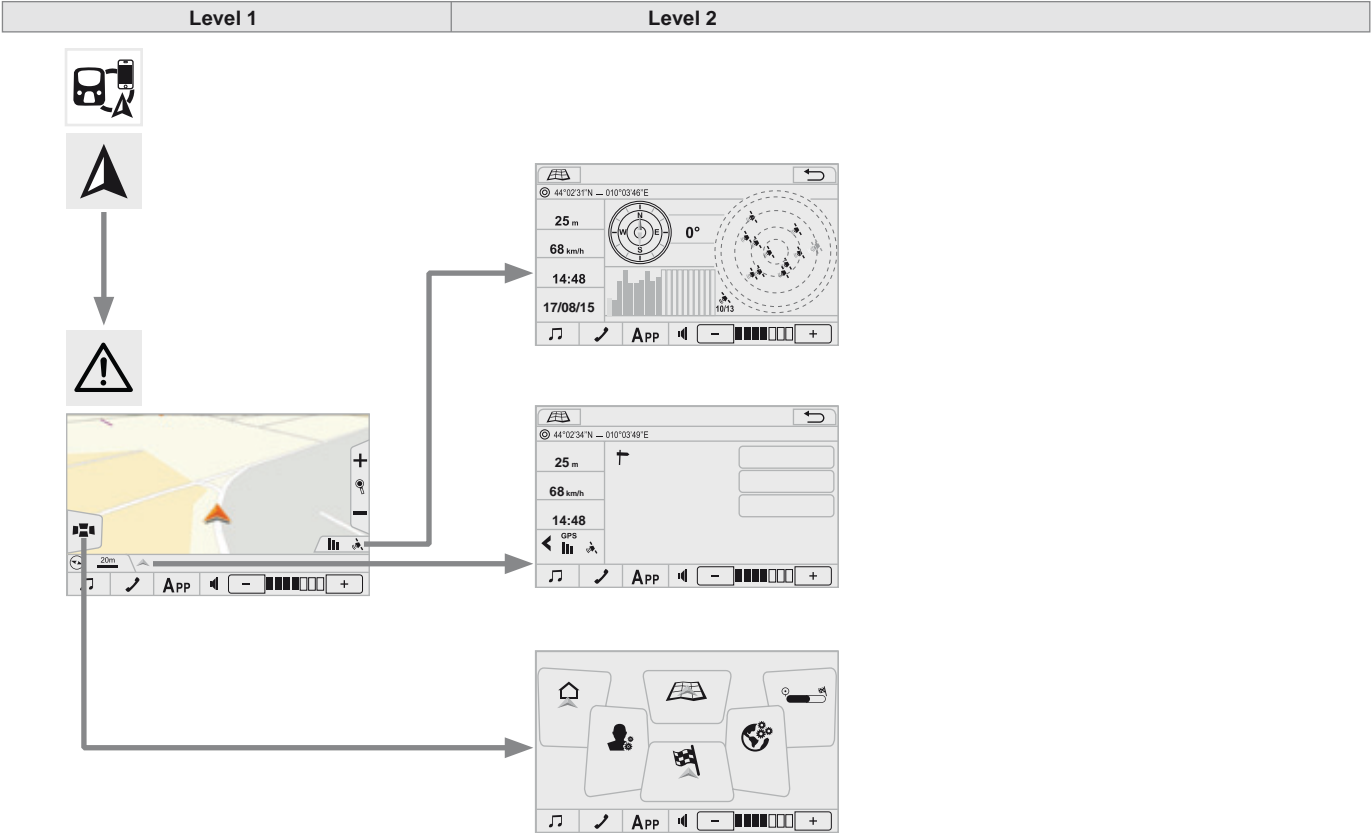 Level 1 Level 2
44°02'31"N – 010°03'46"E
25 m
N
W E
S
0°
68 km/h
14:48
17/08/15
10/13
APP - +
44°02'34"N – 010°03'49"E
25 m
68 km/h
14:48
GPS
APP - +
+
−
20m
APP - +
APP - +